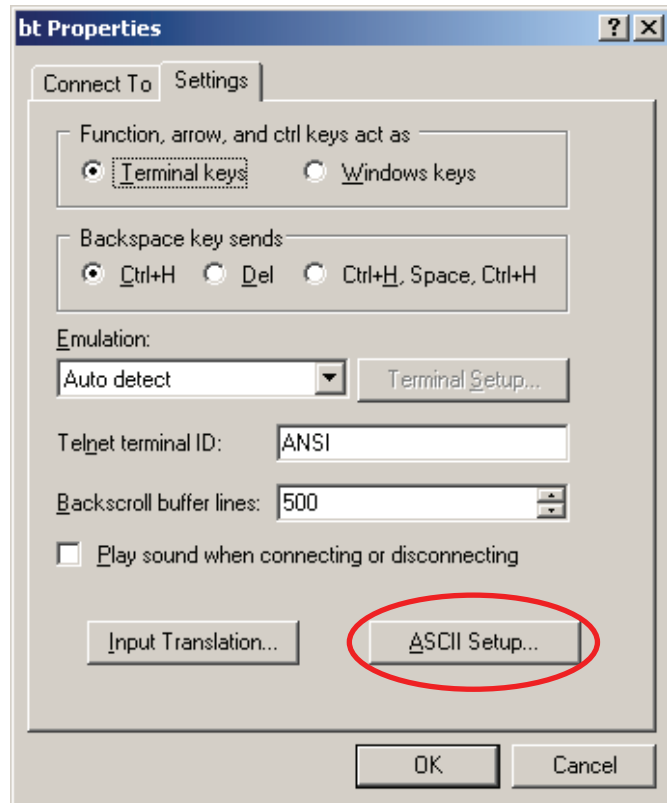 bt Properties
Connect To Settings
Function, arrow, and ctrl keys act as
Terminal keys Windows keys
Backspace key sends
Ctrl+H Del Ctrl+H, Space, Ctrl+H
Emulation:
Auto detect Terminal Setup...
Telnet terminal ID: ANSI
Backscroll buffer lines: 500
Play sound when connecting or disconnecting
Input Translation... ASCII Setup...
OK Cancel